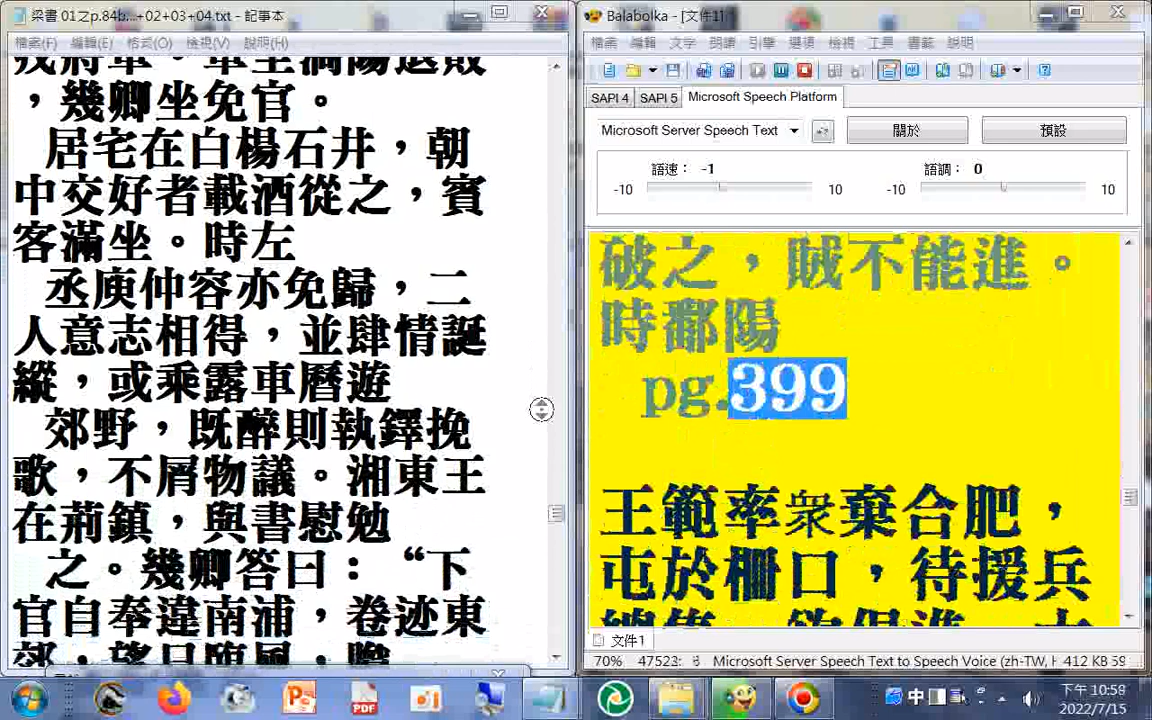 梁書 01之p.84b...+02+03+04.txt - 記事本
檔案(F) 編輯(E) 格式(O) 檢視(V) 說明(H)
，幾卿坐免官。
居宅在白楊石井，朝
中交好者載酒從之，賓
客滿坐。時左
丞庾仲容亦免歸，二
人意志相得，並肆情誕
縱，或乘露車曆遊
郊野，既醉則執鐸挽
歌，不屑物議。湘東王
在荊鎮，與書慰勉
之。幾卿答曰：“下
官自奉違南浦，卷迹東
Balabolka - [文件1]
檔案 編輯 文字 朗讀 引擎 選項 檢視 工具 書籤 說明
SAPI 4 SAPI 5 Microsoft Speech Platform
Microsoft Server Speech Text 關於 預設
語速： -1 語調： 0
-10 10 -10 10
破之，賊不能進。
時鄱陽
pg.399
王範率衆棄合肥，
屯於柵口，待援兵
文件1
70% 47523: Microsoft Server Speech Text to Speech Voice (zh-TW, H 412 KB 59
中
下午 10:58
2022/7/15